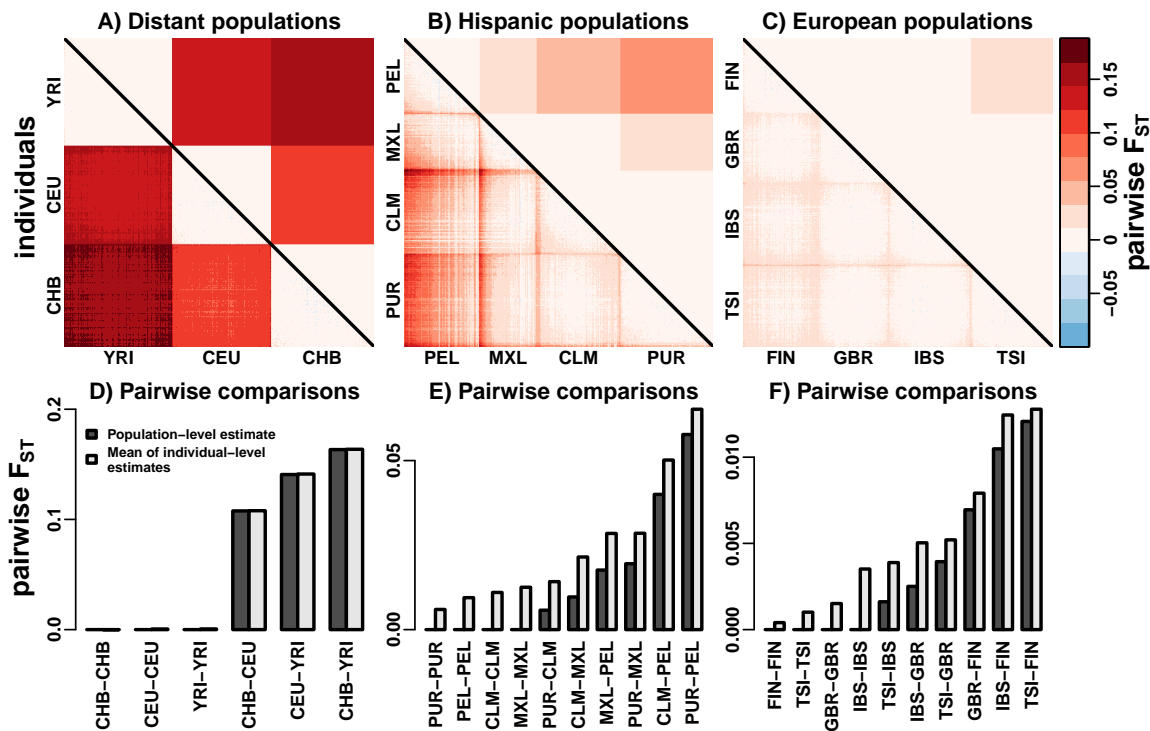 A) Distant populations
B) Hispanic populations
C) European populations
individuals
YRI
CEU
CHB
YRI
CEU
CHB
PEL
MXL
CLM
PUR
PEL
MXL
CLM
PUR
FIN
GBR
IBS
TSI
FIN
GBR
IBS
TSI
0.15
0.1
0.05
0
−0.05
pairwise FST
D) Pairwise comparisons
E) Pairwise comparisons
F) Pairwise comparisons
pairwise FST
0.2
0.1
0.0
Population−level estimate
Mean of individual−level
estimates
CHB−CHB
CEU−CEU
YRI−YRI
CHB−CEU
CEU−YRI
CHB−YRI
0.05
0.00
PUR−PUR
PEL−PEL
CLM−CLM
MXL−MXL
PUR−CLM
CLM−MXL
MXL−PEL
PUR−MXL
CLM−PEL
PUR−PEL
0.010
0.005
0.000
FIN−FIN
TSI−TSI
GBR−GBR
IBS−IBS
TSI−IBS
IBS−GBR
TSI−GBR
GBR−FIN
IBS−FIN
TSI−FIN